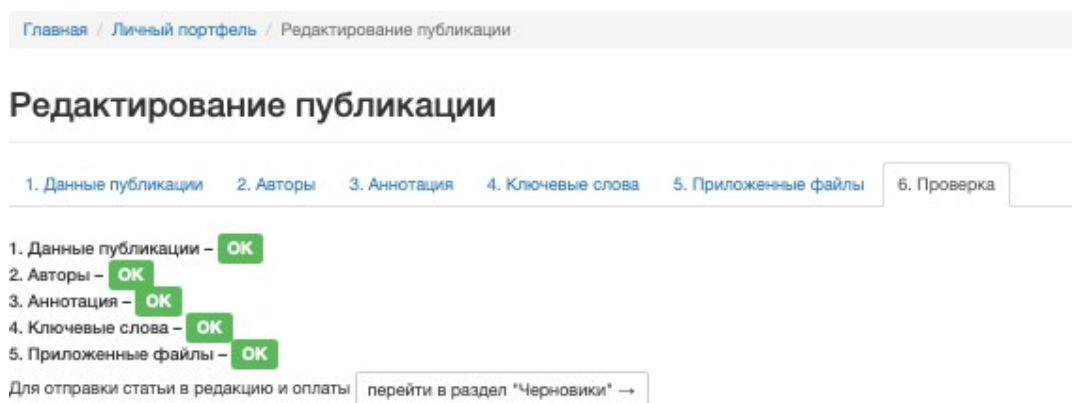 Главная / Личный портфель / Редактирование публикации
Редактирование публикации
1. Данные публикации 2. Авторы 3. Аннотация 4. Ключевые слова 5. Приложенные файлы 6. Проверка
1. Данные публикации – OK
2. Авторы – OK
3. Аннотация – OK
4. Ключевые слова – OK
5. Приложенные файлы – OK
Для отправки статьи в редакцию и оплаты перейти в раздел "Черновики" →